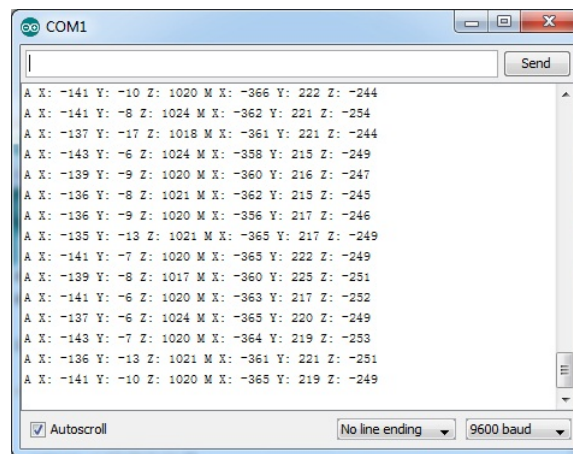 COM1
Send
A X: -141 Y: -10 Z: 1020 M X: -366 Y: 222 Z: -244
A X: -141 Y: -8 Z: 1024 M X: -362 Y: 221 Z: -254
A X: -137 Y: -17 Z: 1018 M X: -361 Y: 221 Z: -244
A X: -143 Y: -6 Z: 1024 M X: -358 Y: 215 Z: -249
A X: -139 Y: -9 Z: 1020 M X: -360 Y: 216 Z: -247
A X: -136 Y: -8 Z: 1021 M X: -362 Y: 215 Z: -245
A X: -136 Y: -9 Z: 1020 M X: -356 Y: 217 Z: -246
A X: -135 Y: -13 Z: 1021 M X: -365 Y: 217 Z: -249
A X: -141 Y: -7 Z: 1020 M X: -365 Y: 222 Z: -249
A X: -139 Y: -8 Z: 1017 M X: -360 Y: 225 Z: -251
A X: -141 Y: -6 Z: 1020 M X: -363 Y: 217 Z: -252
A X: -137 Y: -6 Z: 1024 M X: -365 Y: 220 Z: -249
A X: -143 Y: -7 Z: 1020 M X: -364 Y: 219 Z: -253
A X: -136 Y: -13 Z: 1021 M X: -361 Y: 221 Z: -251
A X: -141 Y: -10 Z: 1020 M X: -365 Y: 219 Z: -249
Autoscroll No line ending 9600 baud